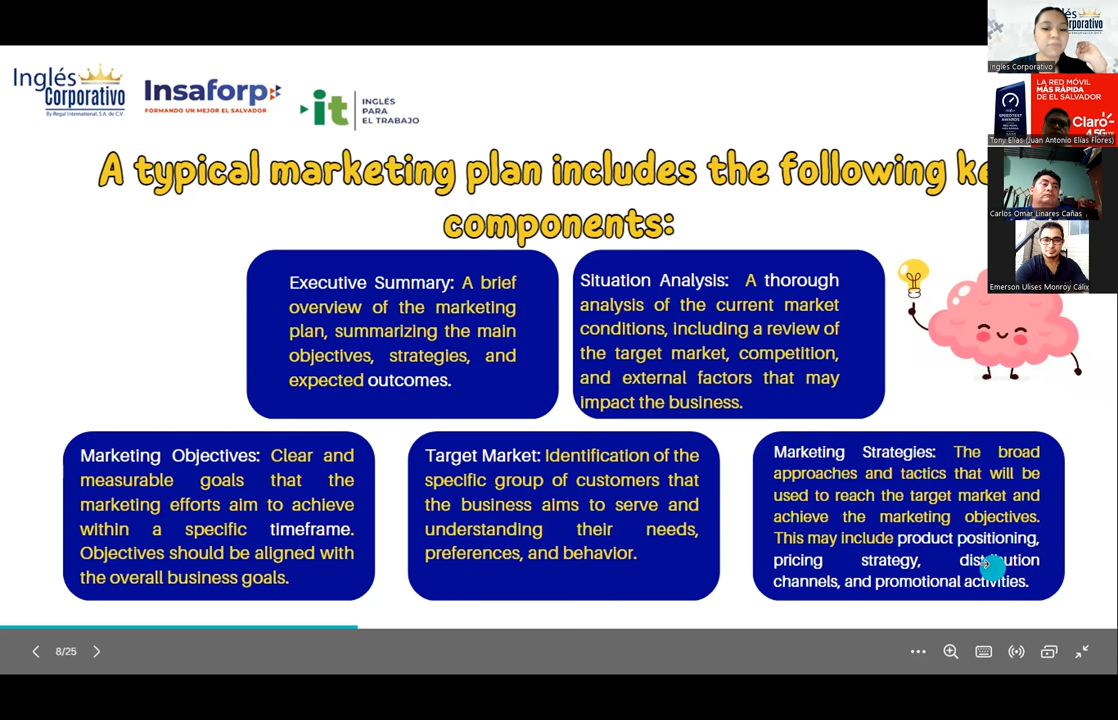 Inglés
Corporativo
By Regal International, S.A. de C.V.
Insaforp
FORMANDO UN MEJOR EL SALVADOR
it
INGLÉS
PARA
EL TRABAJO
A typical marketing plan includes the following
components:
Executive Summary: A brief
overview of the marketing
plan, summarizing the main
objectives, strategies, and
expected outcomes.
Situation Analysis: A thorough
analysis of the current market
conditions, including a review of
the target market, competition,
and external factors that may
impact the business.
Marketing Objectives: Clear and
measurable goals that the
marketing efforts aim to achieve
within a specific timeframe.
Objectives should be aligned with
the overall business goals.
Target Market: Identification of the
specific group of customers that
the business aims to serve and
understanding their needs,
preferences, and behavior.
Marketing Strategies: The broad
approaches and tactics that will be
used to reach the target market and
achieve the marketing objectives.
This may include product positioning,
pricing strategy, distribution
channels, and promotional activities.
8/25
Inglés Corporativo
LA RED MÓVIL
MÁS RÁPIDA
DE EL SALVADOR
SPEEDTEST
AWARDS
Claro
4.5G
Tony Elías (Juan Antonio Elías Flores)
Carlos Omar Linares Cañas
Emerson Ulises Monroy Cálix